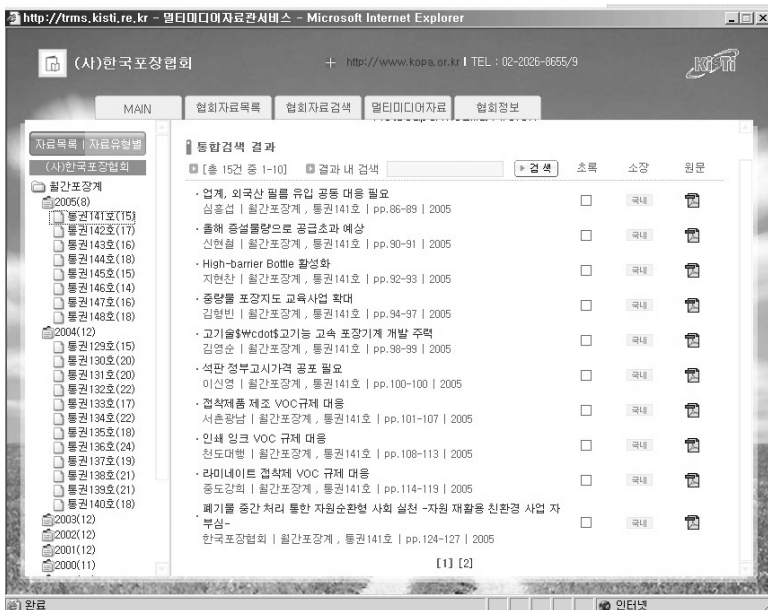 http://trms.kisti.re.kr - 멀티미디어자료관서비스 - Microsoft Internet Explorer
(사)한국포장협회
+ http://www.kopa.or.kr | TEL : 02-2026-8655/9
KiSTi
MAIN 협회자료목록 협회자료검색 멀티미디어자료 협회정보
자료목록 | 자료유형별
(사)한국포장협회
월간포장계
2005(8)
통권141호(15)
통권142호(17)
통권143호(16)
통권144호(18)
통권145호(15)
통권146호(14)
통권147호(16)
통권148호(18)
2004(12)
통권129호(15)
통권130호(20)
통권131호(20)
통권132호(22)
통권133호(17)
통권134호(22)
통권135호(18)
통권136호(24)
통권137호(19)
통권138호(21)
통권139호(21)
통권140호(18)
2003(12)
2002(12)
2001(12)
2000(11)
통합검색 결과
[총 15건 중 1-10] 결과 내 검색 검색 초록 소장 원문
· 업계, 외국산 필름 유입 공동 대응 필요
심홍섭 | 월간포장계, 통권141호 | pp.86-89 | 2005
국내
· 올해 증설물량으로 공급초과 예상
신현철 | 월간포장계, 통권141호 | pp.90-91 | 2005
국내
· High-barrier Bottle 활성화
지현찬 | 월간포장계, 통권141호 | pp.92-93 | 2005
국내
· 중량물 포장지도 교육사업 확대
김형빈 | 월간포장계, 통권141호 | pp.94-97 | 2005
국내
· 고기술$₩cdot$고기능 고속 포장기계 개발 주력
김영순 | 월간포장계, 통권141호 | pp.98-99 | 2005
국내
· 석판 정부고시가격 공포 필요
이신영 | 월간포장계, 통권141호 | pp.100-100 | 2005
국내
· 접착제품 제조 VOC규제 대응
서촌광남 | 월간포장계, 통권141호 | pp.101-107 | 2005
국내
· 인쇄 잉크 VOC 규제 대응
천도대행 | 월간포장계, 통권141호 | pp.108-113 | 2005
국내
· 라미네이트 접착제 VOC 규제 대응
중도강희 | 월간포장계, 통권141호 | pp.114-119 | 2005
국내
· 폐기물 중간 처리 통한 자원순환형 사회 실천 -자원 재활용 친환경 사업 자
부심-
한국포장협회 | 월간포장계, 통권141호 | pp.124-127 | 2005
국내
[1] [2]
완료 인터넷